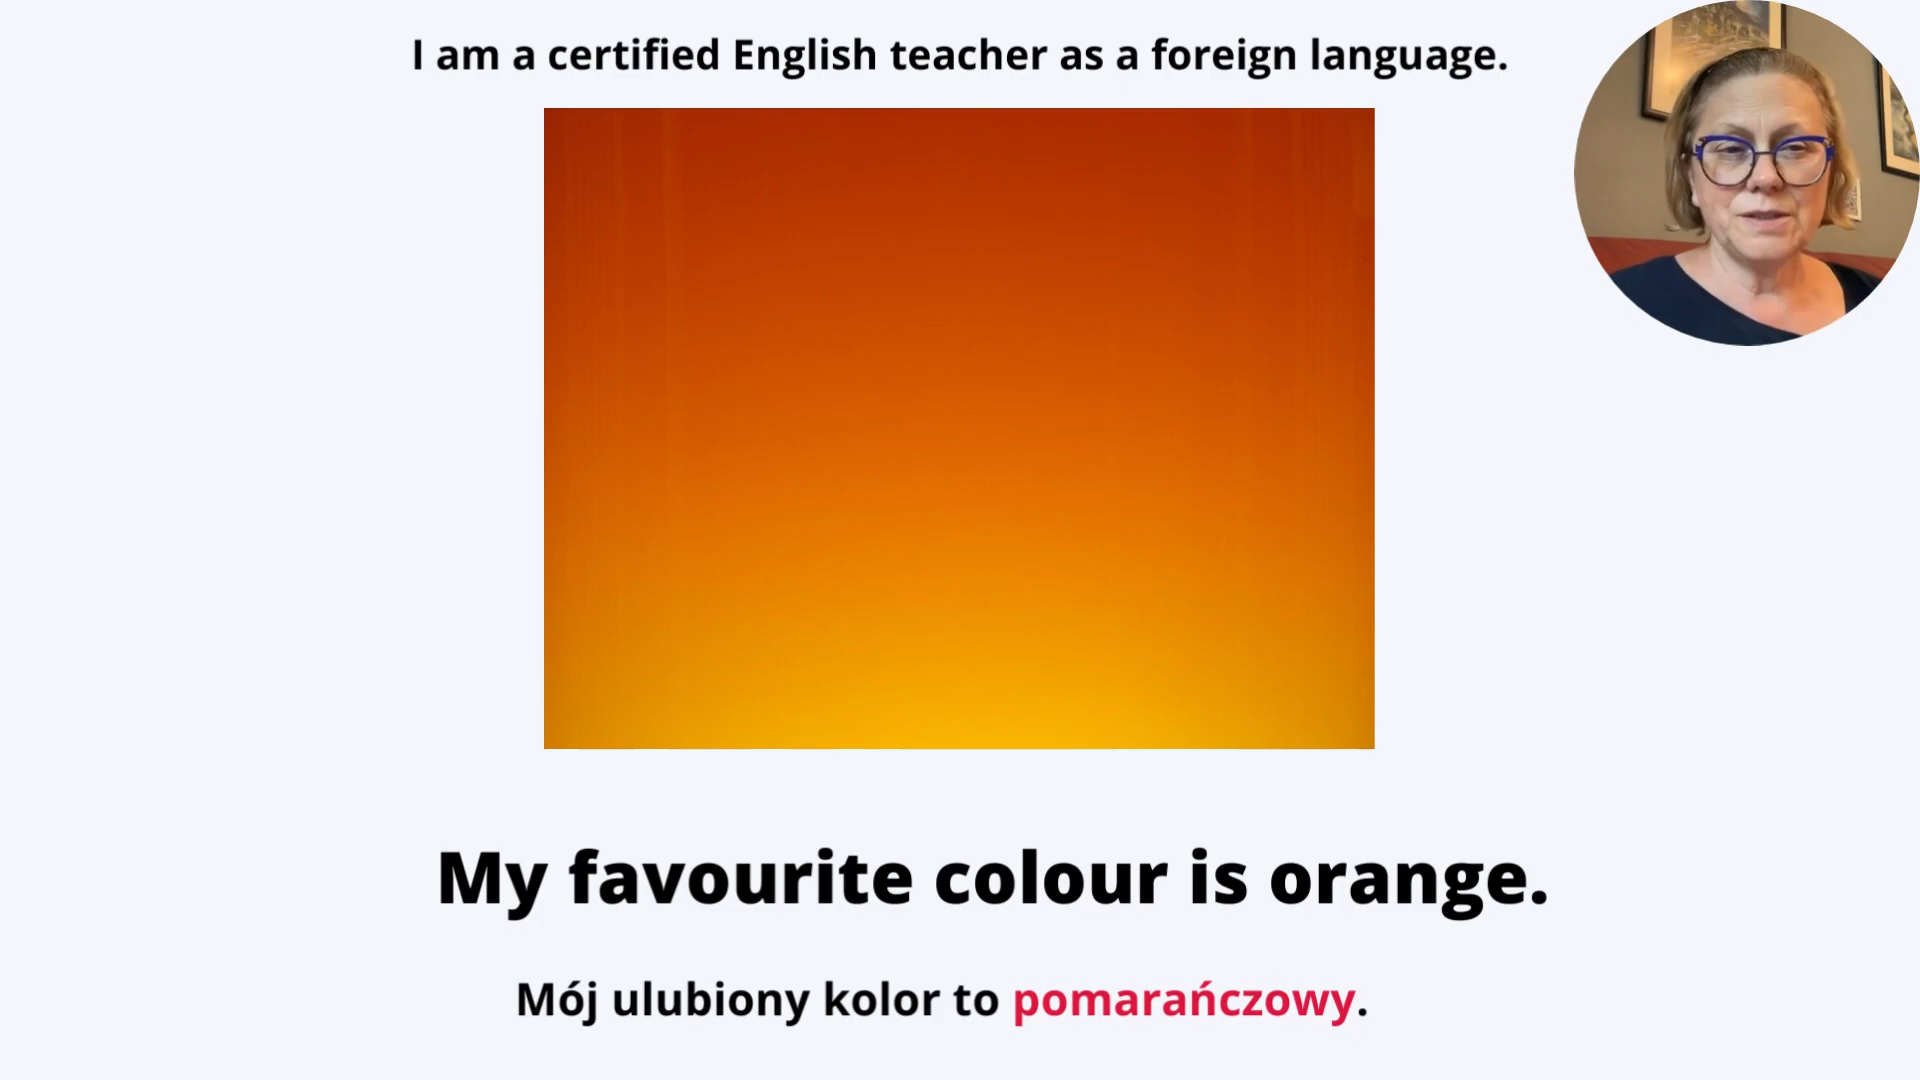 I am a certified English teacher as a foreign language.
My favourite colour is orange.
Mój ulubiony kolor to pomarańczowy.